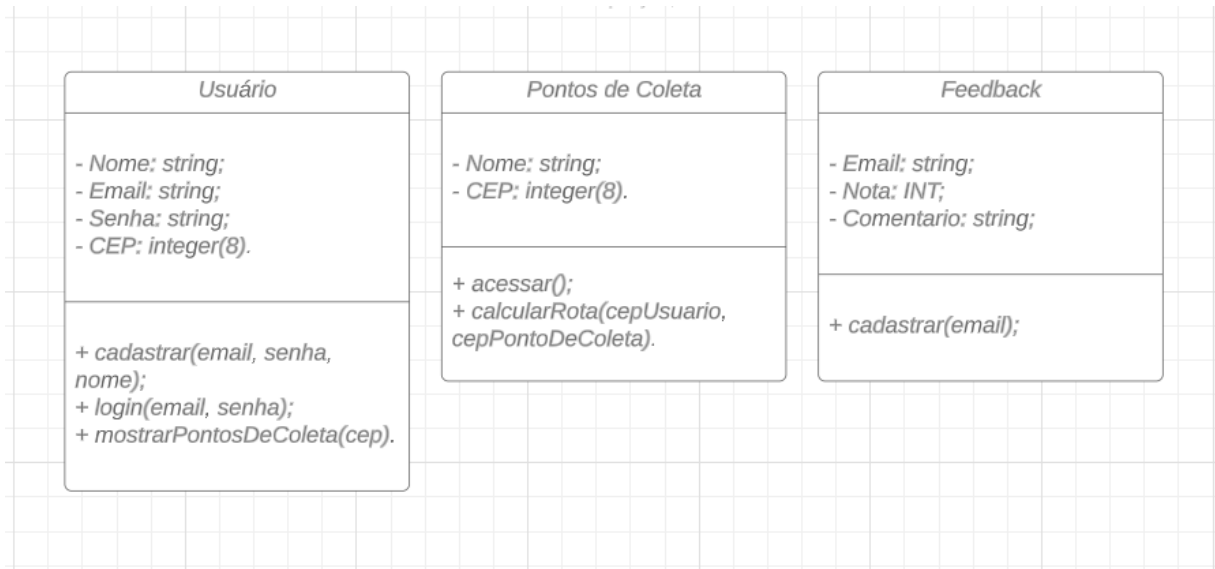 Usuário
- Nome: string;
- Email: string;
- Senha: string;
- CEP: integer(8).
+ cadastrar(email, senha,
nome);
+ login(email, senha);
+ mostrarPontosDeColeta(cep).
Pontos de Coleta
- Nome: string;
- CEP: integer(8).
+ acessar();
+ calcularRota(cepUsuario,
cepPontoDeColeta).
Feedback
- Email: string;
- Nota: INT;
- Comentario: string;
+ cadastrar(email);